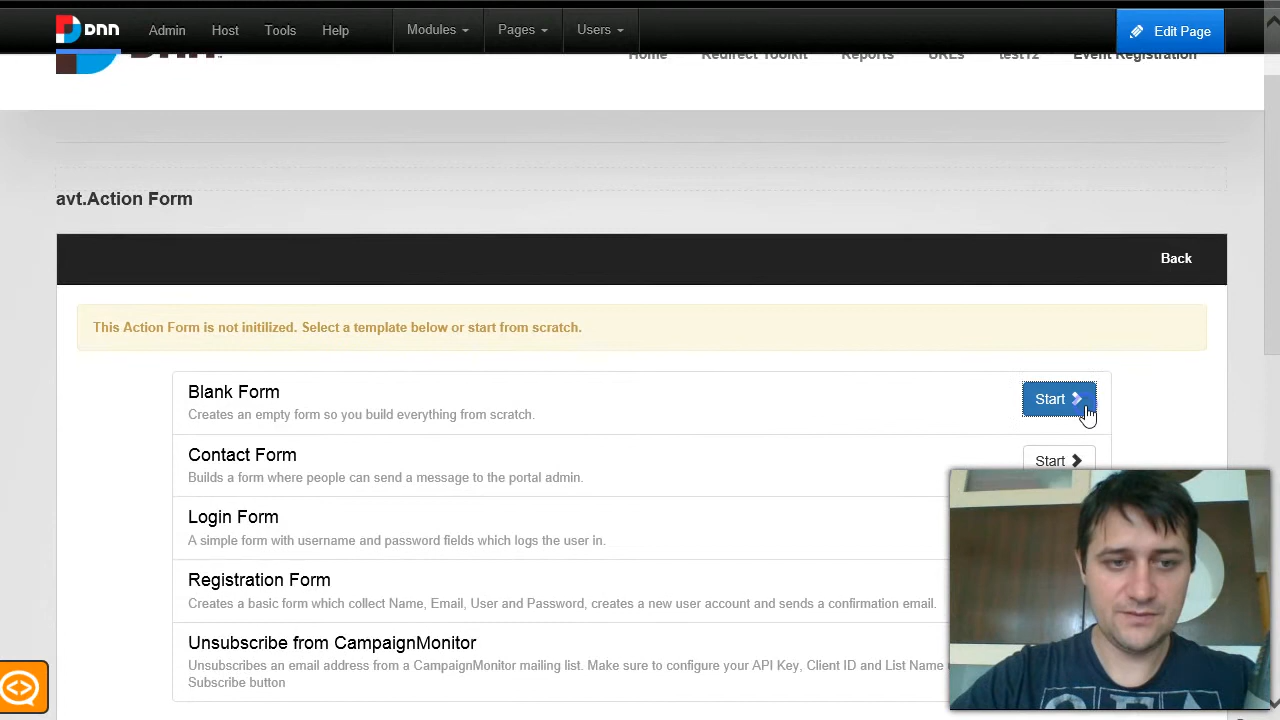 DNN Admin Host Tools Help Modules Pages Users Edit Page
Home Redirect Toolkit Reports URLs test12 Event Registration
avt.Action Form
Back
This Action Form is not initilized. Select a template below or start from scratch.
Blank Form
Creates an empty form so you build everything from scratch.
Start
Contact Form
Builds a form where people can send a message to the portal admin.
Start
Login Form
A simple form with username and password fields which logs the user in.
Registration Form
Creates a basic form which collect Name, Email, User and Password, creates a new user account and sends a confirmation email.
Unsubscribe from CampaignMonitor
Unsubscribes an email address from a CampaignMonitor mailing list. Make sure to configure your API Key, Client ID and List Name
Subscribe button